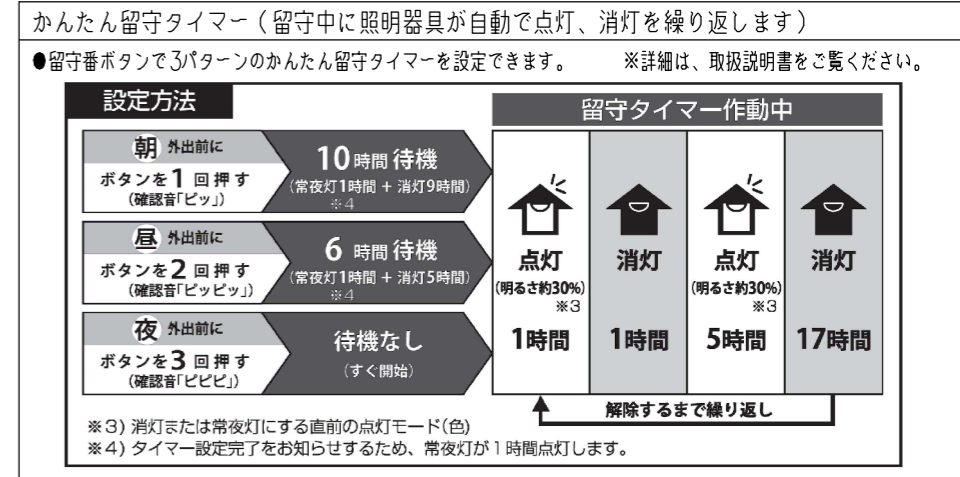 かんたん留守タイマー（留守中に照明器具が自動で点灯、消灯を繰り返します）
●留守番ボタンで3パターンのかんたん留守タイマーを設定できます。　※詳細は、取扱説明書をご覧ください。
設定方法
留守タイマー作動中
朝 外出前に
ボタンを1回押す
（確認音「ピッ」）
10時間待機
（常夜灯1時間 + 消灯9時間）
※4
昼 外出前に
ボタンを2回押す
（確認音「ピッピッ」）
6時間待機
（常夜灯1時間 + 消灯5時間）
※4
夜 外出前に
ボタンを3回押す
（確認音「ピピピ」）
待機なし
（すぐ開始）
点灯
（明るさ約30%）
※3
1時間
消灯
1時間
点灯
（明るさ約30%）
※3
5時間
消灯
17時間
解除するまで繰り返し
※3）消灯または常夜灯にする直前の点灯モード（色）
※4）タイマー設定完了をお知らせするため、常夜灯が1時間点灯します。